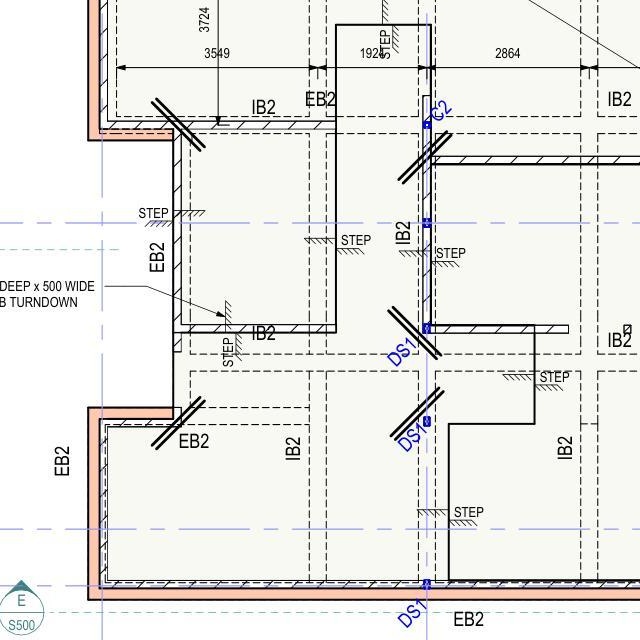 3724
STEP
3549
1924
2864
IB2
EB2
IB2
C2
STEP
EB2
STEP
IB2
STEP
DEEP x 500 WIDE
B TURNDOWN
IB2
STEP
DS1
IB2
STEP
DS1
EB2
IB2
IB2
EB2
STEP
E
S500
DS1
EB2